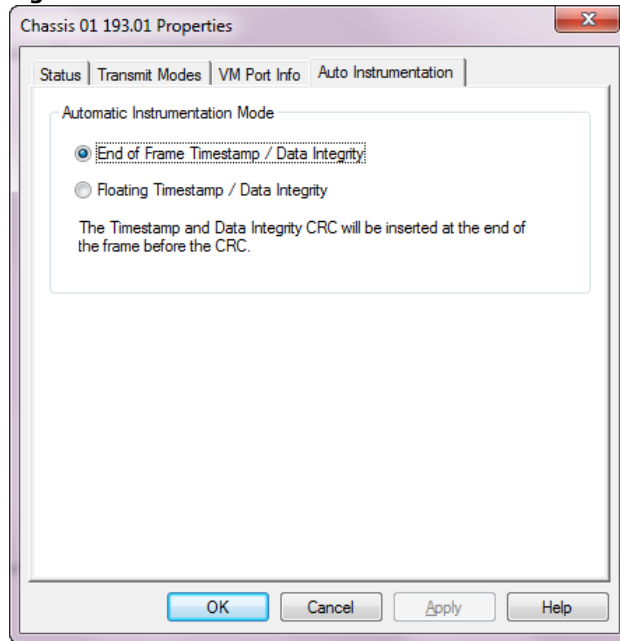 Chassis 01 193.01 Properties
Status Transmit Modes VM Port Info Auto Instrumentation
Automatic Instrumentation Mode
End of Frame Timestamp / Data Integrity
Floating Timestamp / Data Integrity
The Timestamp and Data Integrity CRC will be inserted at the end of
the frame before the CRC.
OK Cancel Apply Help